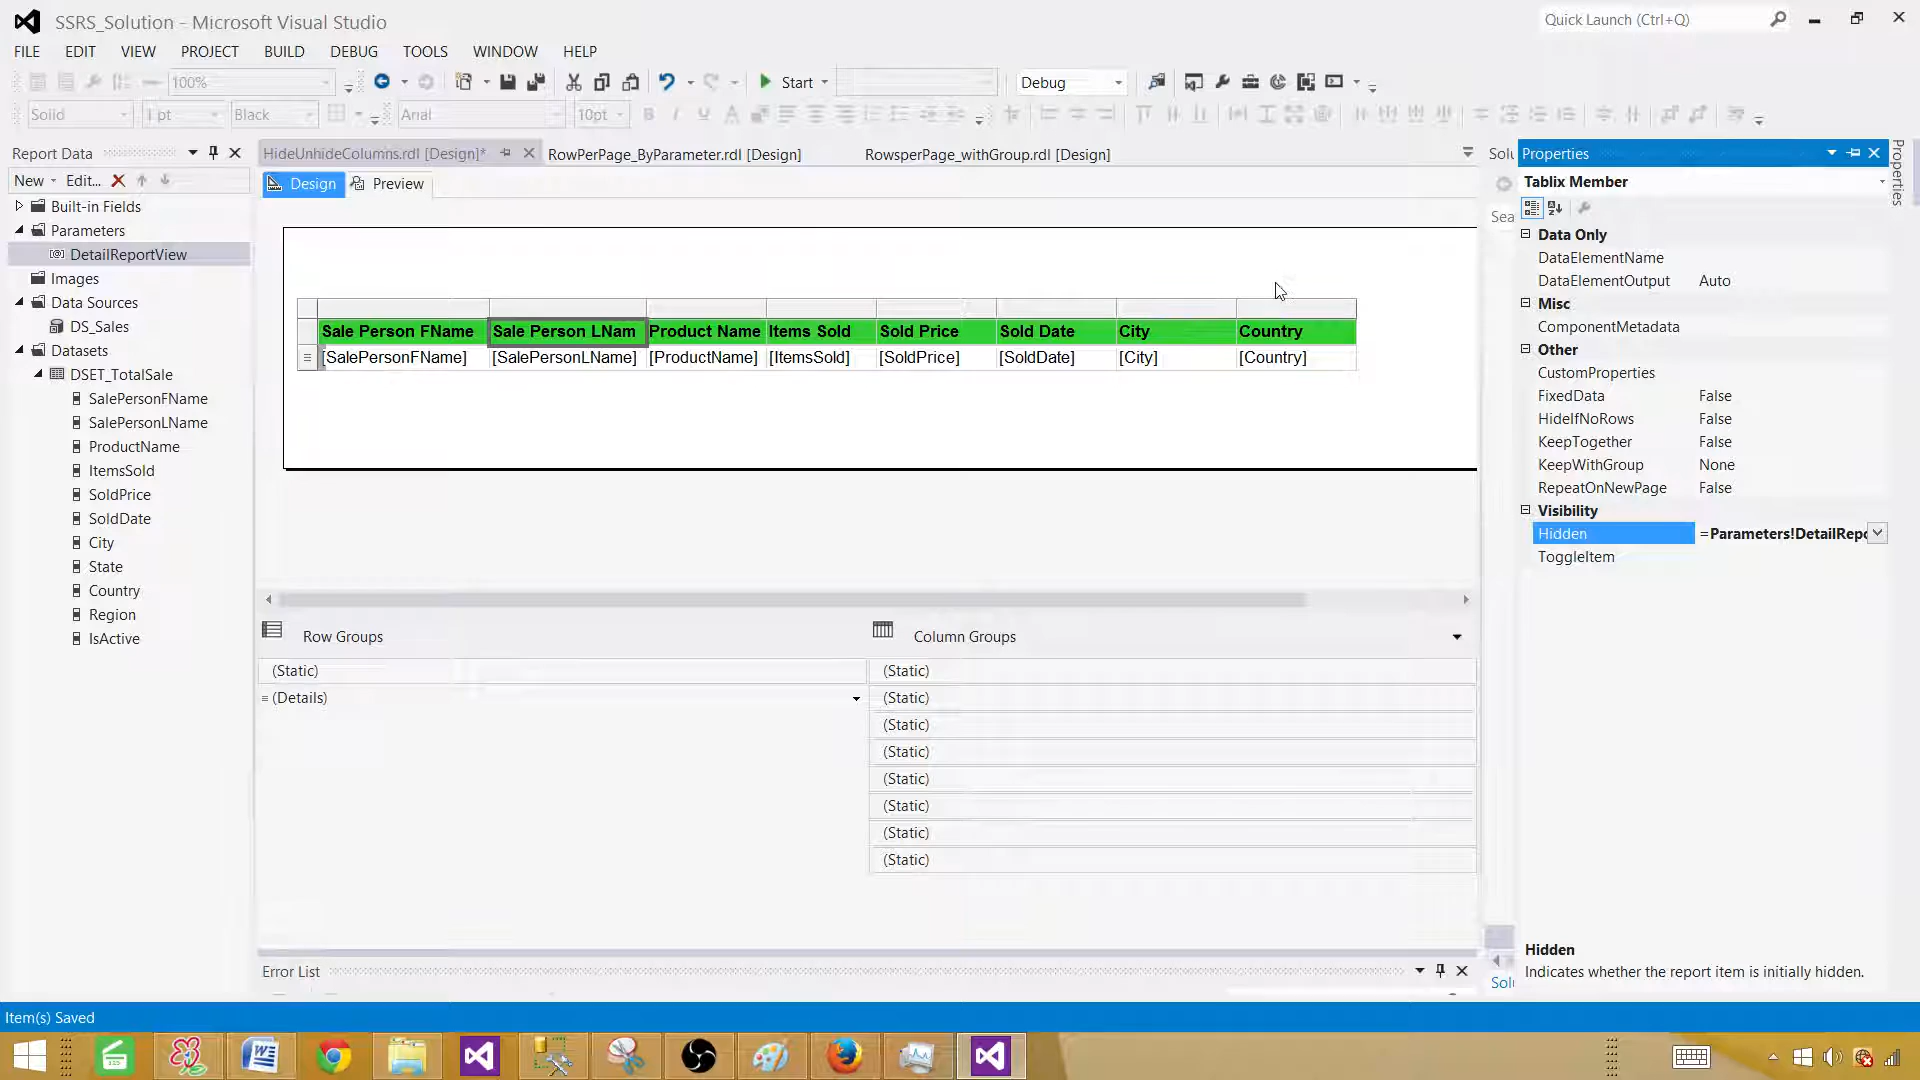 SSRS_Solution - Microsoft Visual Studio
Quick Launch (Ctrl+Q)
FILE EDIT VIEW PROJECT BUILD DEBUG TOOLS WINDOW HELP
100% Start Debug
Solid 1 pt Black Arial 10pt
Report Data
HideUnhideColumns.rdl [Design]* RowPerPage_ByParameter.rdl [Design] RowsperPage_withGroup.rdl [Design]
New Edit...
Design Preview
Built-in Fields
Parameters
DetailReportView
Images
Data Sources
DS_Sales
Datasets
DSET_TotalSale
SalePersonFName
SalePersonLName
ProductName
ItemsSold
SoldPrice
SoldDate
City
State
Country
Region
IsActive
Sale Person FName Sale Person LNam Product Name Items Sold Sold Price Sold Date City Country
[SalePersonFName] [SalePersonLName] [ProductName] [ItemsSold] [SoldPrice] [SoldDate] [City] [Country]
Row Groups
(Static)
(Details)
Column Groups
(Static)
(Static)
(Static)
(Static)
(Static)
(Static)
(Static)
(Static)
Error List
Solu
Sea
Solu
Properties
Properties
Tablix Member
Data Only
DataElementName
DataElementOutput Auto
Misc
ComponentMetadata
Other
CustomProperties
FixedData False
HideIfNoRows False
KeepTogether False
KeepWithGroup None
RepeatOnNewPage False
Visibility
Hidden =Parameters!DetailRepo
ToggleItem
Hidden
Indicates whether the report item is initially hidden.
Item(s) Saved